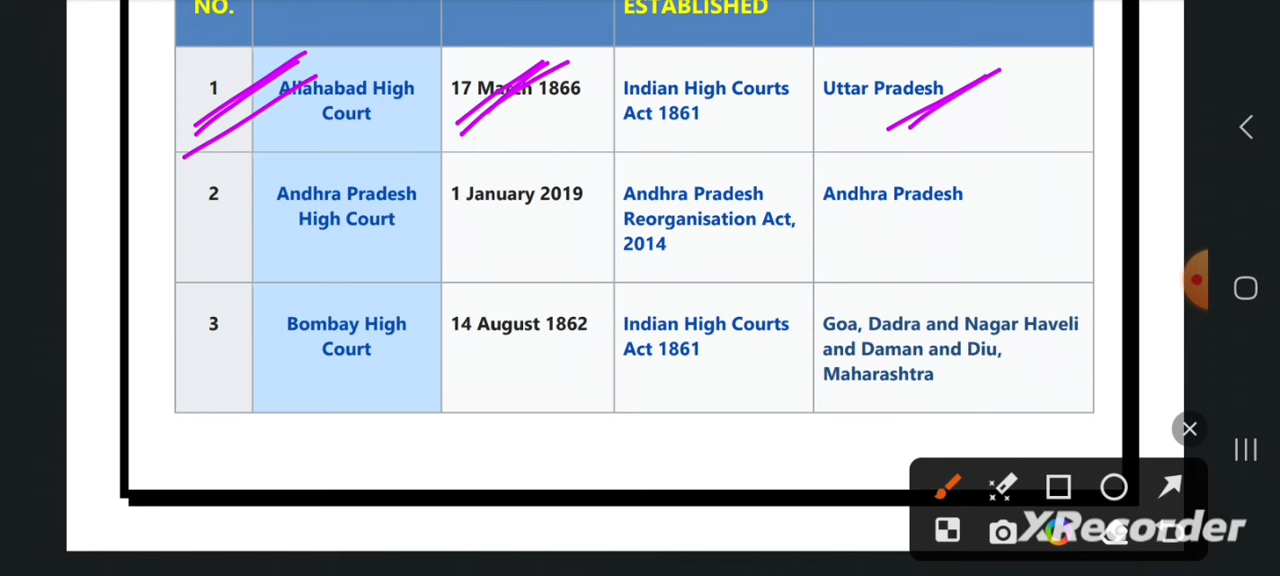 NO.
ESTABLISHED
1
Allahabad High
Court
17 March 1866
Indian High Courts
Act 1861
Uttar Pradesh
2
Andhra Pradesh
High Court
1 January 2019
Andhra Pradesh
Reorganisation Act,
2014
Andhra Pradesh
3
Bombay High
Court
14 August 1862
Indian High Courts
Act 1861
Goa, Dadra and Nagar Haveli
and Daman and Diu,
Maharashtra
XRecorder